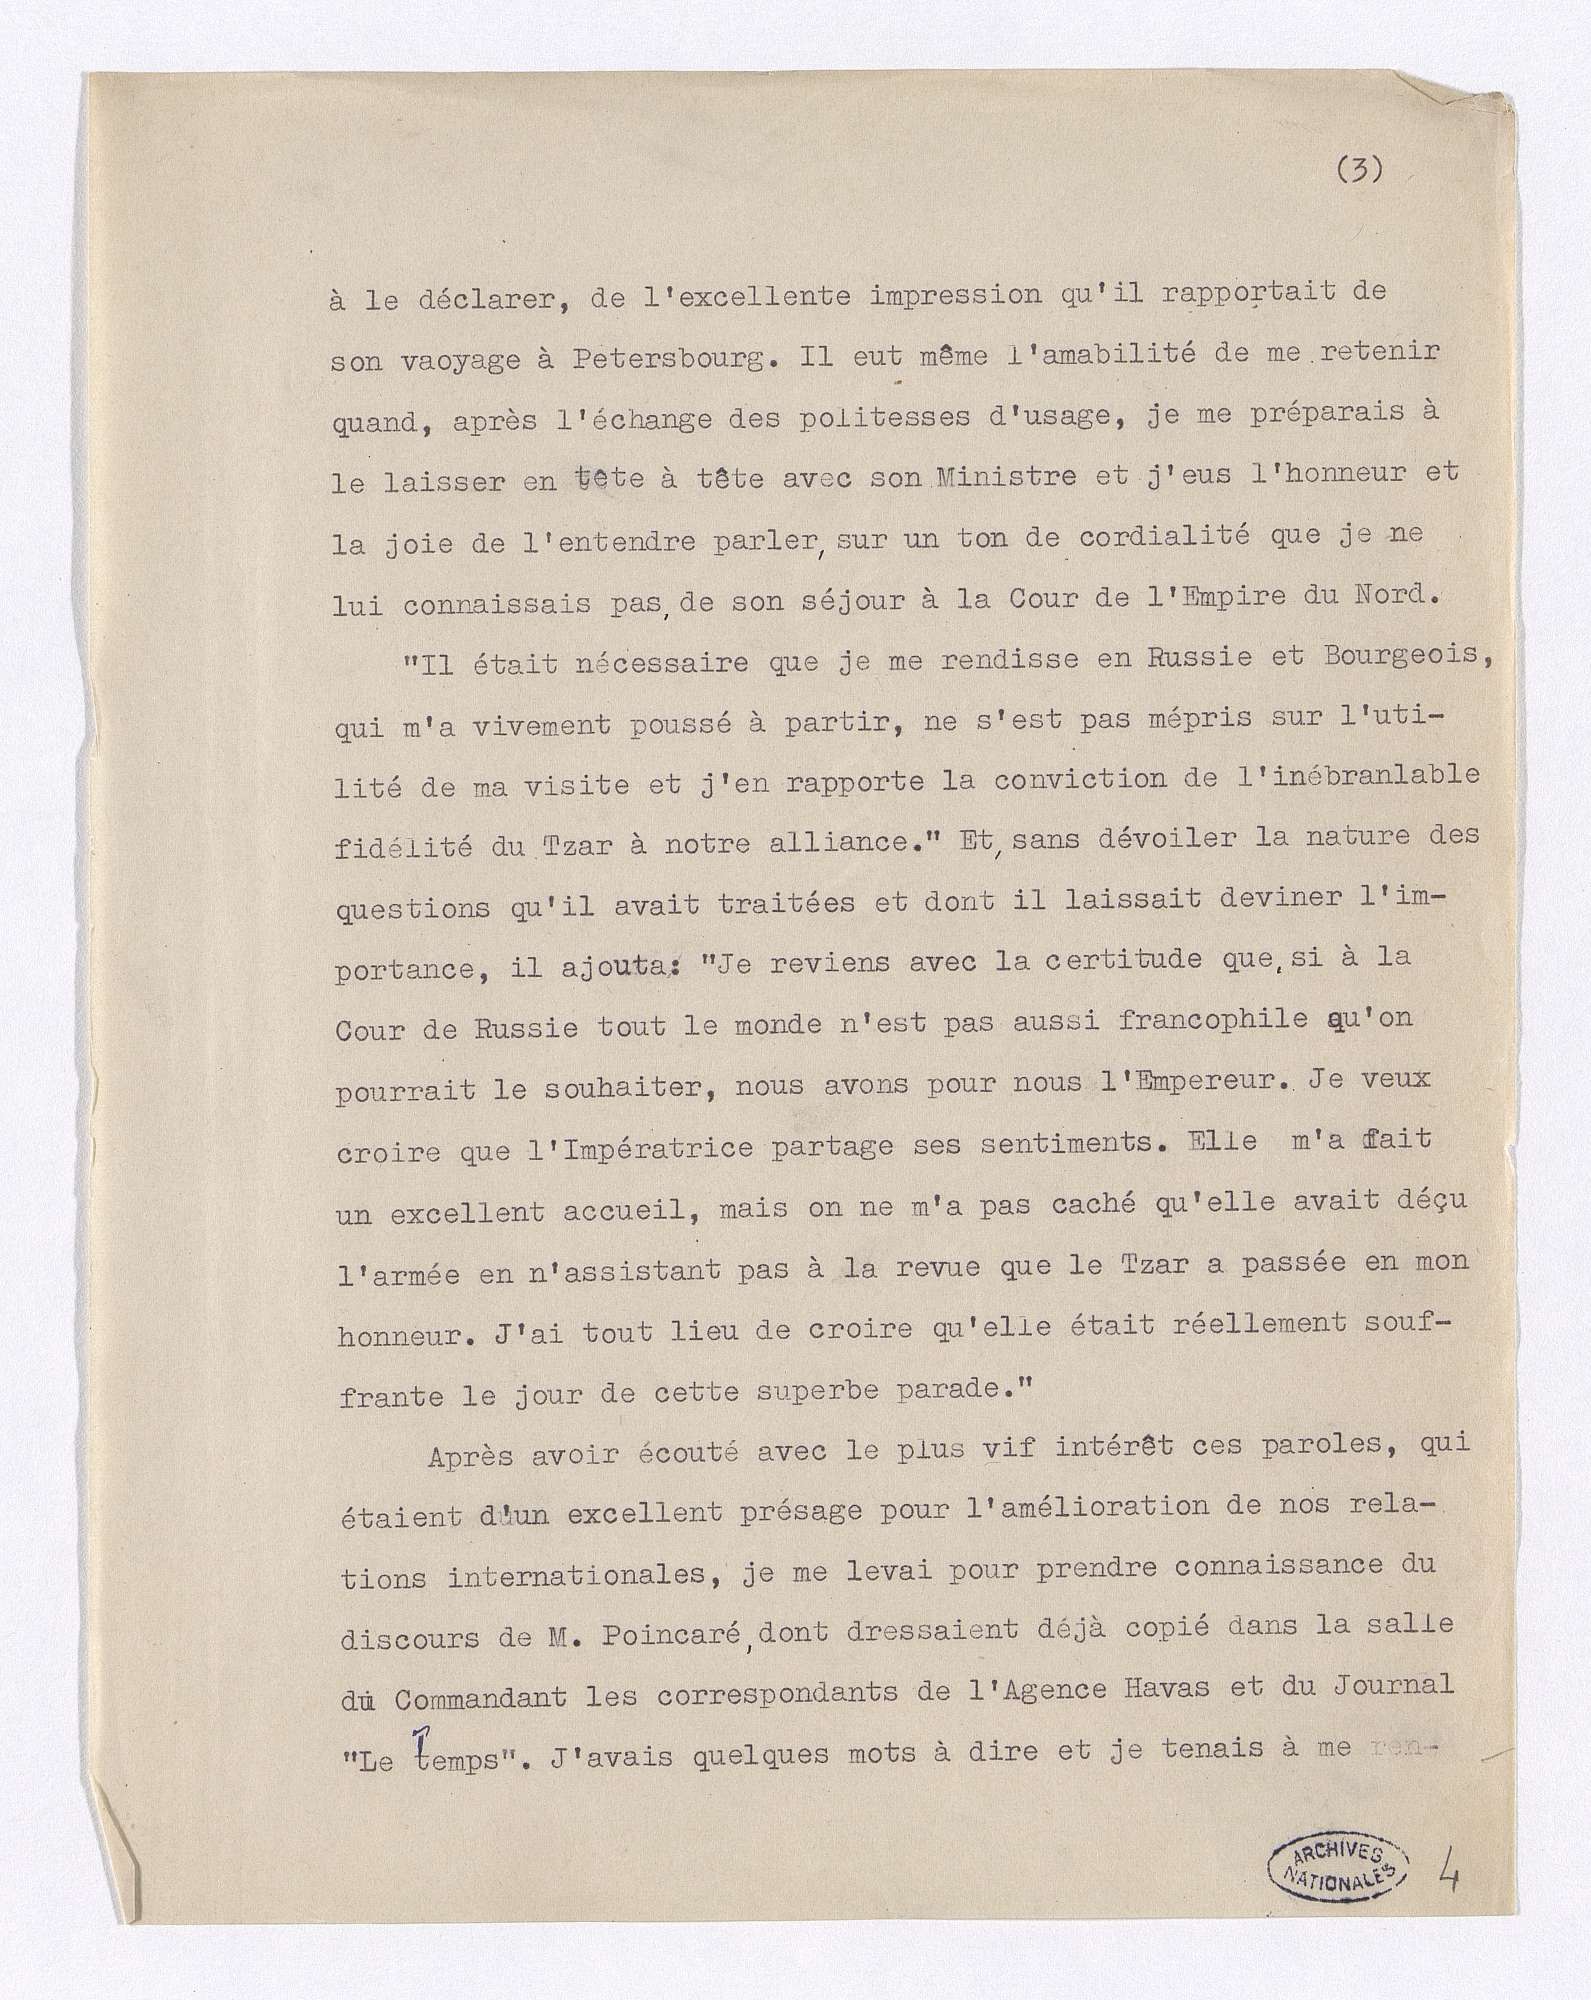 (3)
à le déclarer, de l'excellente impression qu'il rapportait de
son vaoyage à Petersbourg. Il eut même l'amabilité de me retenir
quand, après l'échange des politesses d'usage, je me préparais à
le laisser en tête à tête avec son Ministre et j'eus l'honneur et
la joie de l'entendre parler, sur un ton de cordialité que je ne
lui connaissais pas, de son séjour à la Cour de l'Empire du Nord.
"Il était nécessaire que je me rendisse en Russie et Bourgeois,
qui m'a vivement poussé à partir, ne s'est pas mépris sur l'uti-
lité de ma visite et j'en rapporte la conviction de l'inébranlable
fidélité du Tzar à notre alliance." Et, sans dévoiler la nature des
questions qu'il avait traitées et dont il laissait deviner l'im-
portance, il ajouta: "Je reviens avec la certitude que, si à la
Cour de Russie tout le monde n'est pas aussi francophile qu'on
pourrait le souhaiter, nous avons pour nous l'Empereur. Je veux
croire que l'Impératrice partage ses sentiments. Elle m'a fait
un excellent accueil, mais on ne m'a pas caché qu'elle avait déçu
l'armée en n'assistant pas à la revue que le Tzar a passée en mon
honneur. J'ai tout lieu de croire qu'elle était réellement souf-
frante le jour de cette superbe parade."
Après avoir écouté avec le plus vif intérêt ces paroles, qui
étaient d'un excellent présage pour l'amélioration de nos rela-
tions internationales, je me levai pour prendre connaissance du
discours de M. Poincaré, dont dressaient déjà copié dans la salle
du Commandant les correspondants de l'Agence Havas et du Journal
"Le Temps". J'avais quelques mots à dire et je tenais à me ren-
ARCHIVES
NATIONALES
4